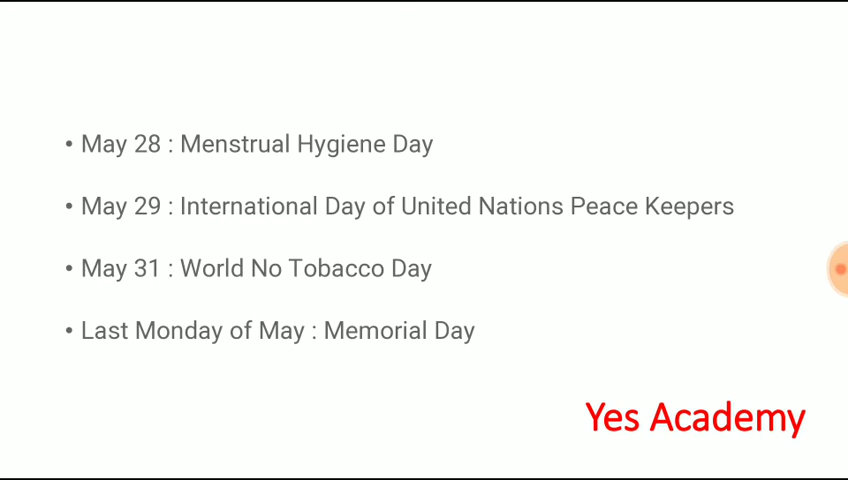 • May 28 : Menstrual Hygiene Day
• May 29 : International Day of United Nations Peace Keepers
• May 31 : World No Tobacco Day
• Last Monday of May : Memorial Day
Yes Academy